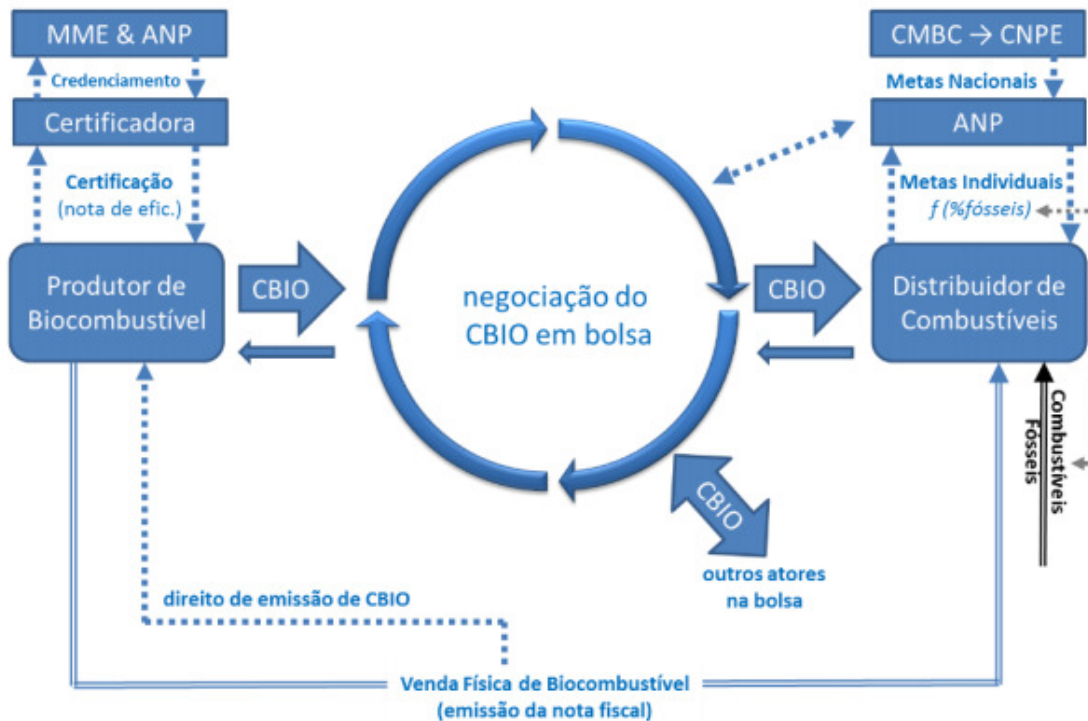 MME & ANP
Credenciamento
Certificadora
Certificação
(nota de efic.)
Produtor de
Biocombustível
CBIO
negociação do
CBIO em bolsa
CBIO
outros atores
na bolsa
CMBC → CNPE
Metas Nacionais
ANP
Metas Individuais
f (%fósseis)
CBIO
Distribuidor de
Combustíveis
Combustíveis
Fósseis
direito de emissão de CBIO
Venda Física de Biocombustível
(emissão da nota fiscal)